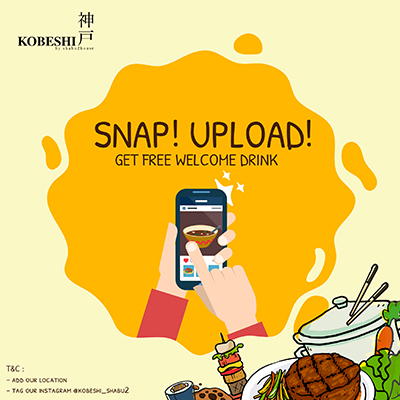 神戸
KOBESHI
by shabu2house
SNAP! UPLOAD!
GET FREE WELCOME DRINK
T&C :
- ADD OUR LOCATION
- TAG OUR INSTAGRAM @KOBESHI_SHABU2